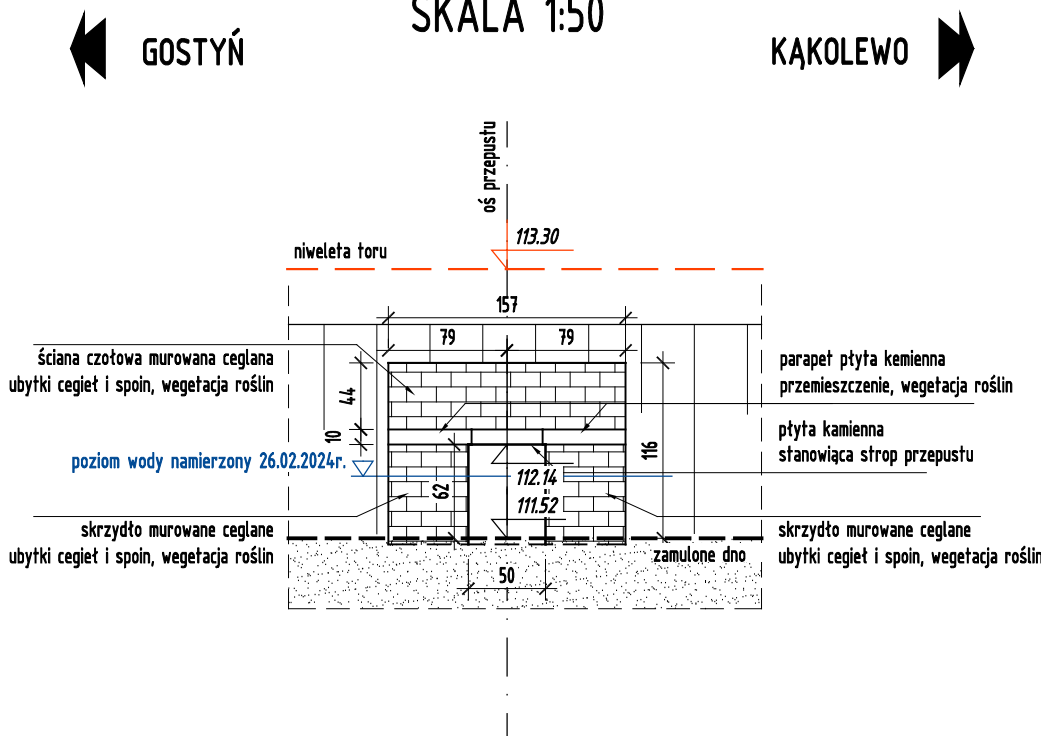 SKALA 1:50
GOSTYŃ
KĄKOLEWO
oś przepustu
113.30
niweleta toru
157
79
79
ściana czołowa murowana ceglana
ubytki cegieł i spoin, wegetacja roślin
parapet płyta kemienna
przemieszczenie, wegetacja roślin
44
10
116
płyta kamienna
stanowiąca strop przepustu
poziom wody namierzony 26.02.2024r.
62
112.14
111.52
skrzydło murowane ceglane
ubytki cegieł i spoin, wegetacja roślin
skrzydło murowane ceglane
ubytki cegieł i spoin, wegetacja roślin
zamulone dno
50